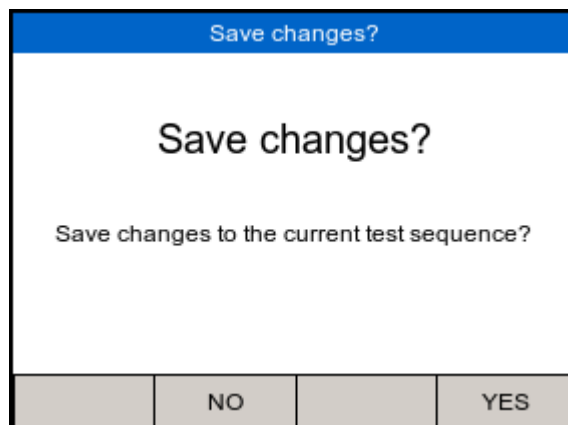 Save changes?
Save changes?
Save changes to the current test sequence?
NO
YES